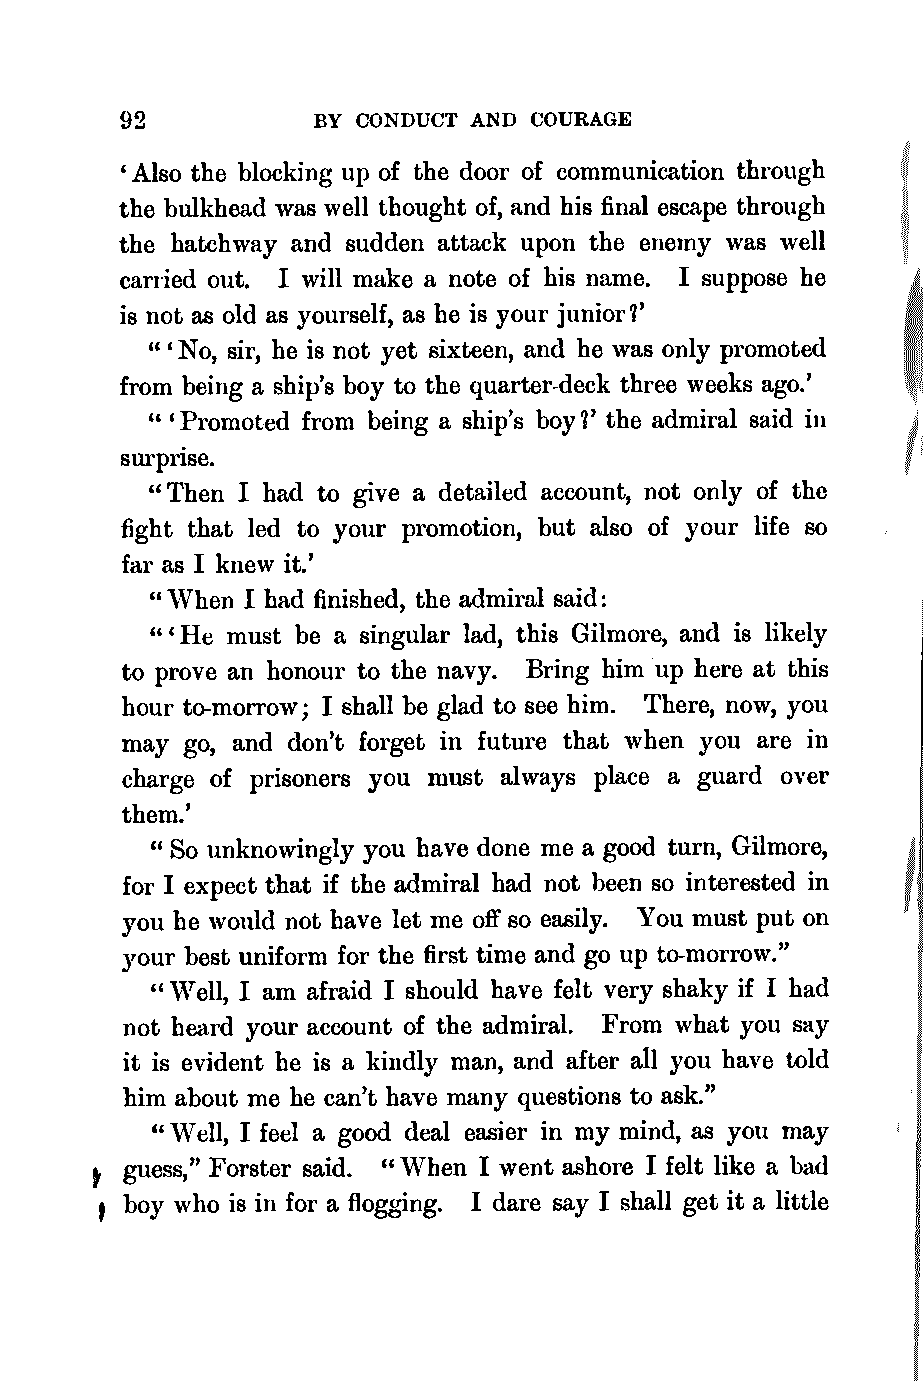 92 BY CONDUCT AND COURAGE
‘Also the blocking up of the door of communication through
the bulkhead was well thought of, and his final escape through
the hatchway and sudden attack upon the enemy was well
carried out. I will make a note of his name. I suppose he
is not as old as yourself, as he is your junior?’
“‘No, sir, he is not yet sixteen, and he was only promoted
from being a ship’s boy to the quarter-deck three weeks ago.’
“‘Promoted from being a ship’s boy?’ the admiral said in
surprise.
“Then I had to give a detailed account, not only of the
fight that led to your promotion, but also of your life so
far as I knew it.’
“When I had finished, the admiral said:
“‘He must be a singular lad, this Gilmore, and is likely
to prove an honour to the navy. Bring him up here at this
hour to-morrow; I shall be glad to see him. There, now, you
may go, and don’t forget in future that when you are in
charge of prisoners you must always place a guard over
them.’
“So unknowingly you have done me a good turn, Gilmore,
for I expect that if the admiral had not been so interested in
you he would not have let me off so easily. You must put on
your best uniform for the first time and go up to-morrow.”
“Well, I am afraid I should have felt very shaky if I had
not heard your account of the admiral. From what you say
it is evident he is a kindly man, and after all you have told
him about me he can’t have many questions to ask.”
“Well, I feel a good deal easier in my mind, as you may
guess,” Forster said. “When I went ashore I felt like a bad
boy who is in for a flogging. I dare say I shall get it a little